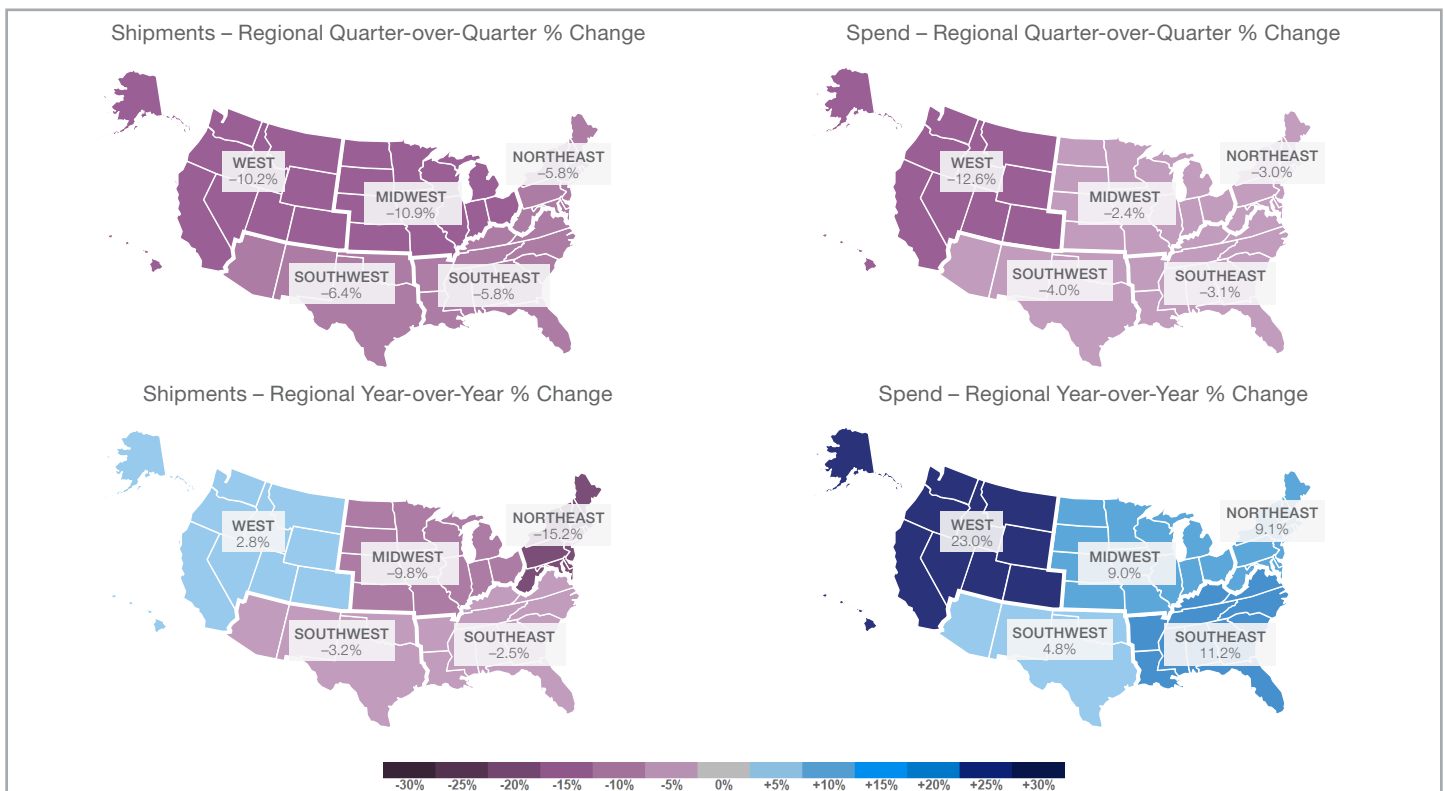 Shipments – Regional Quarter-over-Quarter % Change
WEST
–10.2%
MIDWEST
–10.9%
NORTHEAST
–5.8%
SOUTHWEST
–6.4%
SOUTHEAST
–5.8%
Spend – Regional Quarter-over-Quarter % Change
WEST
–12.6%
MIDWEST
–2.4%
NORTHEAST
–3.0%
SOUTHWEST
–4.0%
SOUTHEAST
–3.1%
Shipments – Regional Year-over-Year % Change
WEST
2.8%
MIDWEST
–9.8%
NORTHEAST
–15.2%
SOUTHWEST
–3.2%
SOUTHEAST
–2.5%
Spend – Regional Year-over-Year % Change
WEST
23.0%
MIDWEST
9.0%
NORTHEAST
9.1%
SOUTHWEST
4.8%
SOUTHEAST
11.2%
-30% -25% -20% -15% -10% -5% 0% +5% +10% +15% +20% +25% +30%